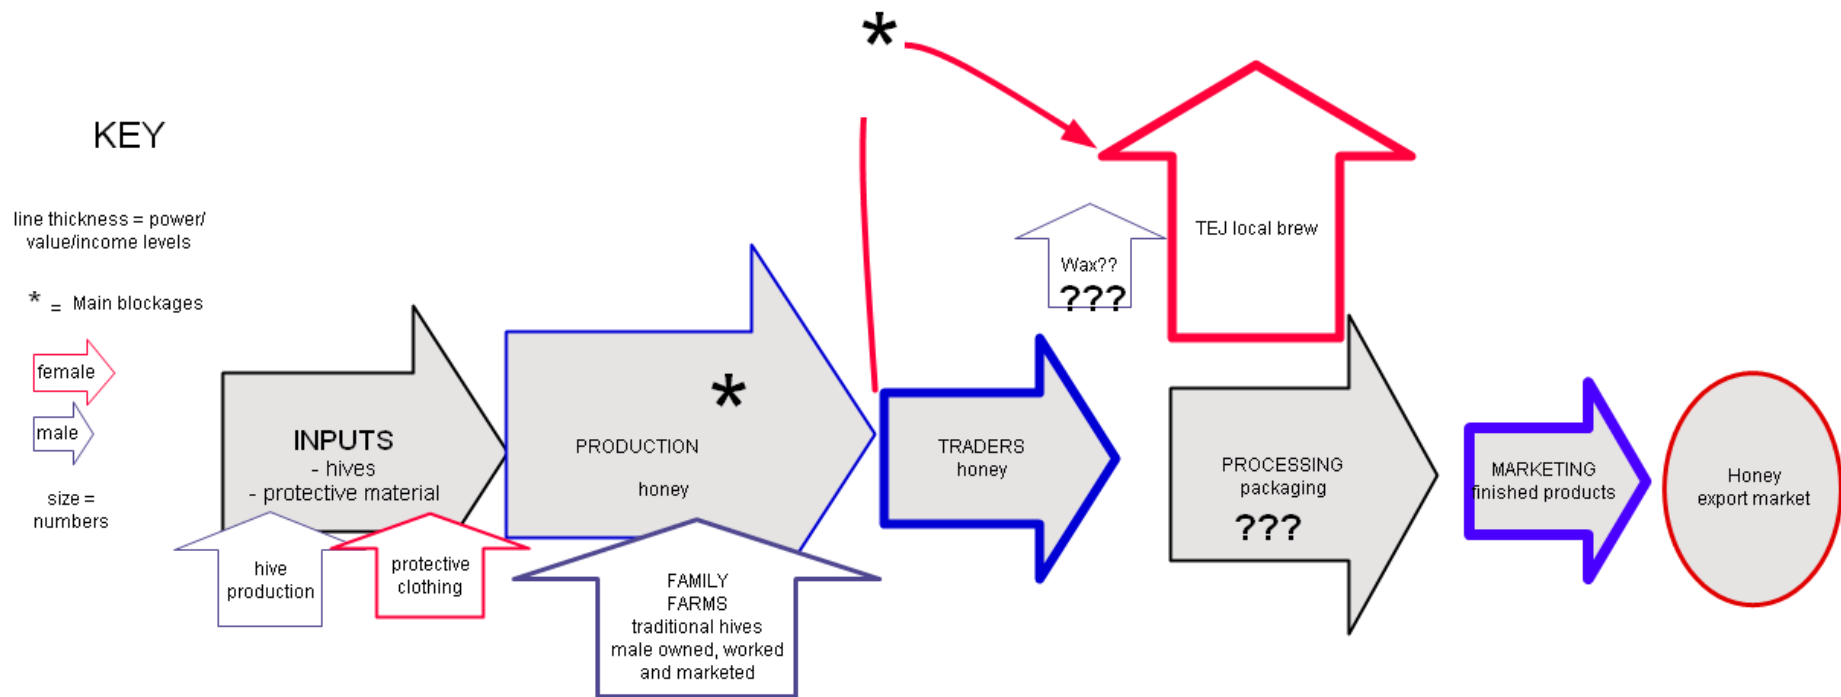 KEY
line thickness = power/
value/income levels
* = Main blockages
female
male
size =
numbers
INPUTS
- hives
- protective material
hive
production
protective
clothing
PRODUCTION
honey
*
FAMILY
FARMS
traditional hives
male owned, worked
and marketed
*
TRADERS
honey
Wax??
???
TEJ local brew
PROCESSING
packaging
???
MARKETING
finished products
Honey
export market